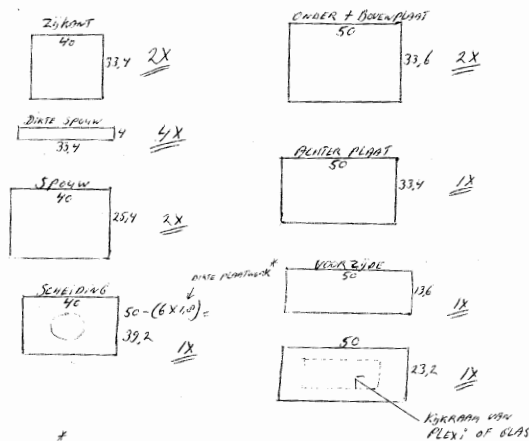 ZIJKANT
40
33,4 2X
DIKTE SPOUW
4 4X
33,4
SPOUW
40
25,4 2X
DIKTE PLAATWERK*
SCHEIDING
40
50-(6X1,8)=
39,2
1X
*
ONDER + BOVENPLAAT
50
33,6 2X
ACHTER PLAAT
50
33,4 1X
VOORZIJDE
50
13,6
1X
50
23,2 1X
KIJKRAAM VAN
PLEXI OF GLAS